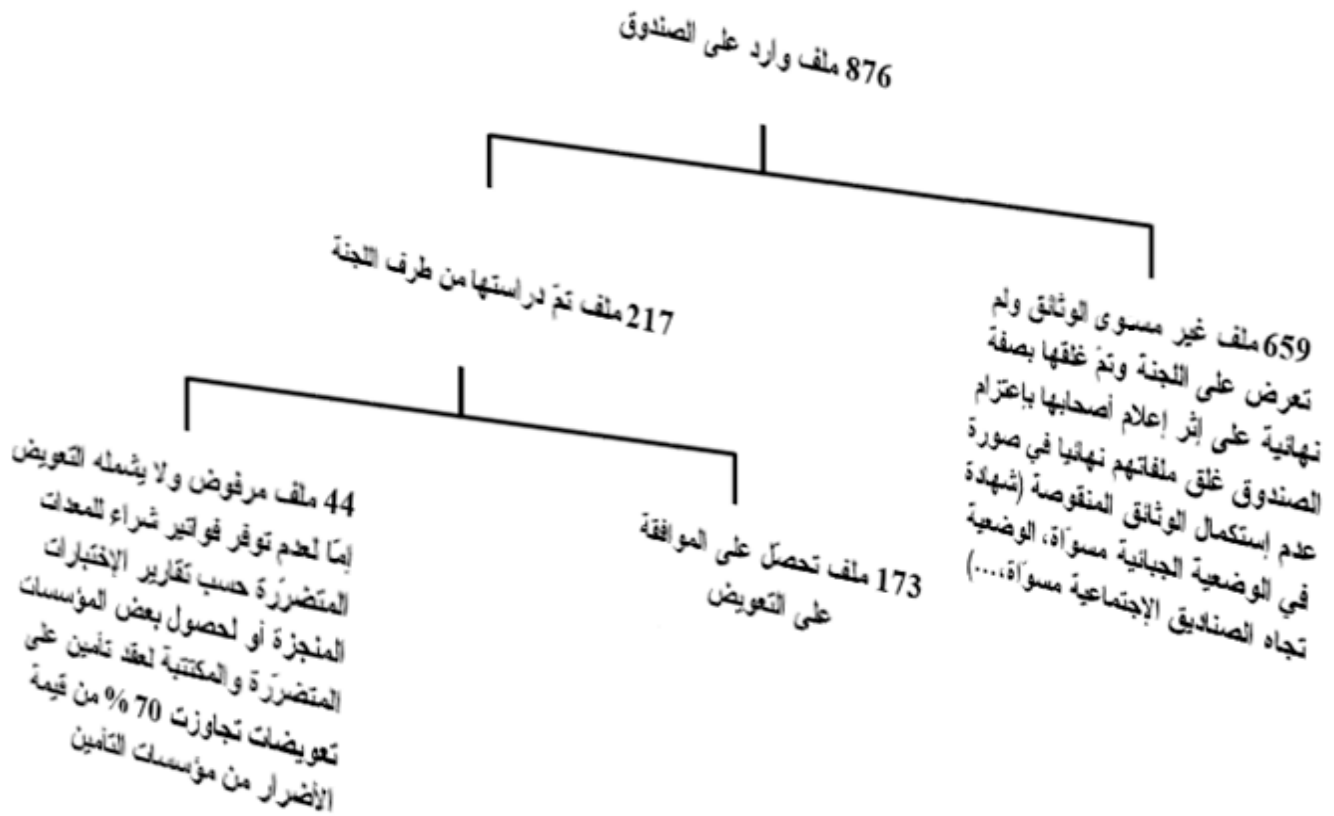 876 ملف وارد على الصندوق
659 ملف غير مسوى الوثائق ولم
تعرض على اللجنة وتمّ غلقها بصفة
نهائية على إثر إعلام أصحابها بإعتزام
الصندوق غلق ملفاتهم نهائيا في صورة
عدم إستكمال الوثائق المنقوصة (شهادة
في الوضعية الجبائية مسوّاة، الوضعية
تجاه الصناديق الإجتماعية مسوّاة،...)
217 ملف تمّ دراستها من طرف اللجنة
173 ملف تحصّل على الموافقة
على التعويض
44 ملف مرفوض ولا يشمله التعويض
إمّا لعدم توفر فواتير شراء للمعدات
المتضرّرة حسب تقارير الإختبارات
المنجزة أو لحصول بعض المؤسسات
المتضرّرة والمكتتبة لعقد تأمين على
تعويضات تجاوزت 70 % من قيمة
الأضرار من مؤسسات التأمين